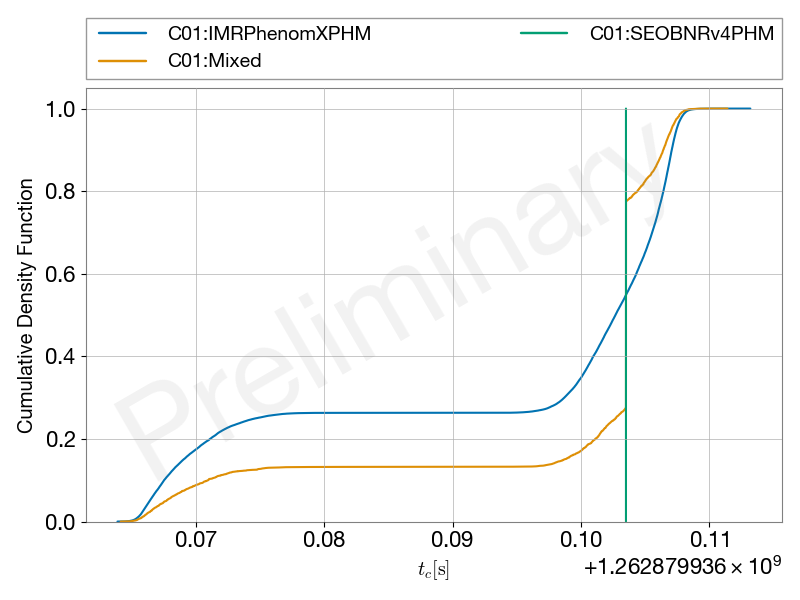 C01:IMRPhenomXPHM
C01:Mixed
C01:SEOBNRv4PHM
1.0
0.8
0.6
0.4
0.2
0.0
Cumulative Density Function
Preliminary
0.07 0.08 0.09 0.10 0.11
t_c[s]
+1.262879936 × 10⁹